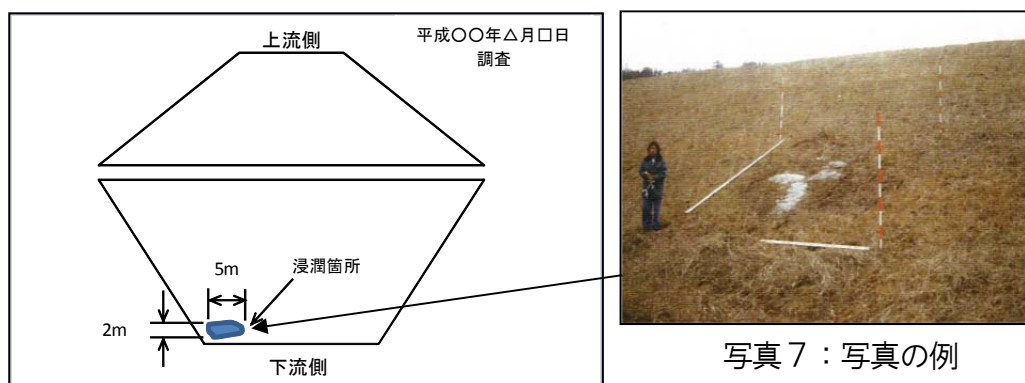 上流側
平成〇〇年△月□日
調査
5m
浸潤箇所
2m
下流側
写真７：写真の例